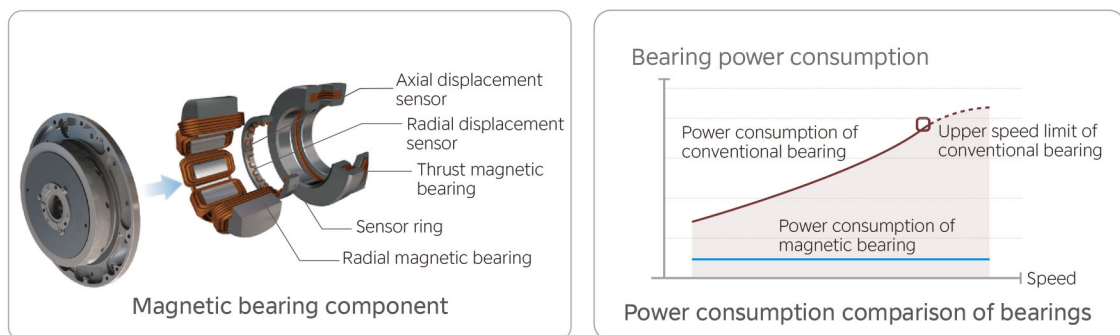 Axial displacement
sensor
Radial displacement
sensor
Thrust magnetic
bearing
Sensor ring
Radial magnetic bearing
Magnetic bearing component
Bearing power consumption
Power consumption of
conventional bearing
Upper speed limit of
conventional bearing
Power consumption of
magnetic bearing
Speed
Power consumption comparison of bearings